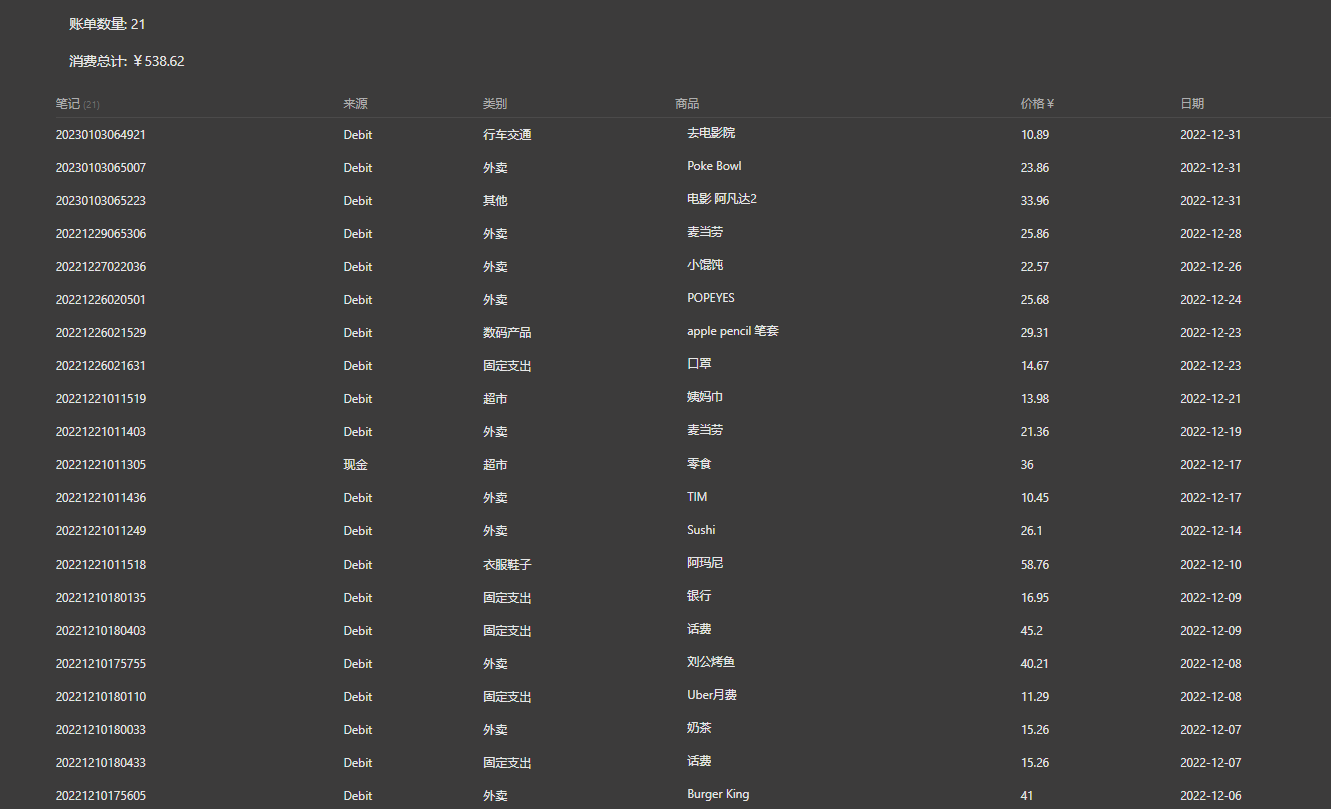 账单数量: 21
消费总计: ￥538.62
笔记 (21) 来源 类别 商品 价格￥ 日期
20230103064921 Debit 行车交通 去电影院 10.89 2022-12-31
20230103065007 Debit 外卖 Poke Bowl 23.86 2022-12-31
20230103065223 Debit 其他 电影 阿凡达2 33.96 2022-12-31
20221229065306 Debit 外卖 麦当劳 25.86 2022-12-28
20221227022036 Debit 外卖 小馄饨 22.57 2022-12-26
20221226020501 Debit 外卖 POPEYES 25.68 2022-12-24
20221226021529 Debit 数码产品 apple pencil 笔套 29.31 2022-12-23
20221226021631 Debit 固定支出 口罩 14.67 2022-12-23
20221221011519 Debit 超市 姨妈巾 13.98 2022-12-21
20221221011403 Debit 外卖 麦当劳 21.36 2022-12-19
20221221011305 现金 超市 零食 36 2022-12-17
20221221011436 Debit 外卖 TIM 10.45 2022-12-17
20221221011249 Debit 外卖 Sushi 26.1 2022-12-14
20221221011518 Debit 衣服鞋子 阿玛尼 58.76 2022-12-10
20221210180135 Debit 固定支出 银行 16.95 2022-12-09
20221210180403 Debit 固定支出 话费 45.2 2022-12-09
20221210175755 Debit 外卖 刘公烤鱼 40.21 2022-12-08
20221210180110 Debit 固定支出 Uber月费 11.29 2022-12-08
20221210180033 Debit 外卖 奶茶 15.26 2022-12-07
20221210180433 Debit 固定支出 话费 15.26 2022-12-07
20221210175605 Debit 外卖 Burger King 41 2022-12-06